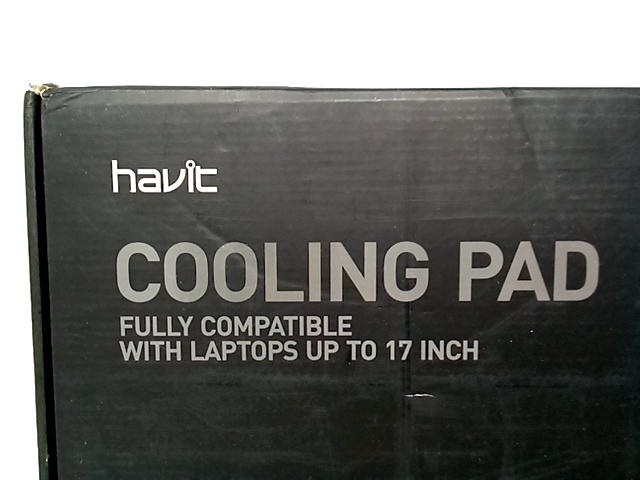 havit
COOLING PAD
FULLY COMPATIBLE
WITH LAPTOPS UP TO 17 INCH